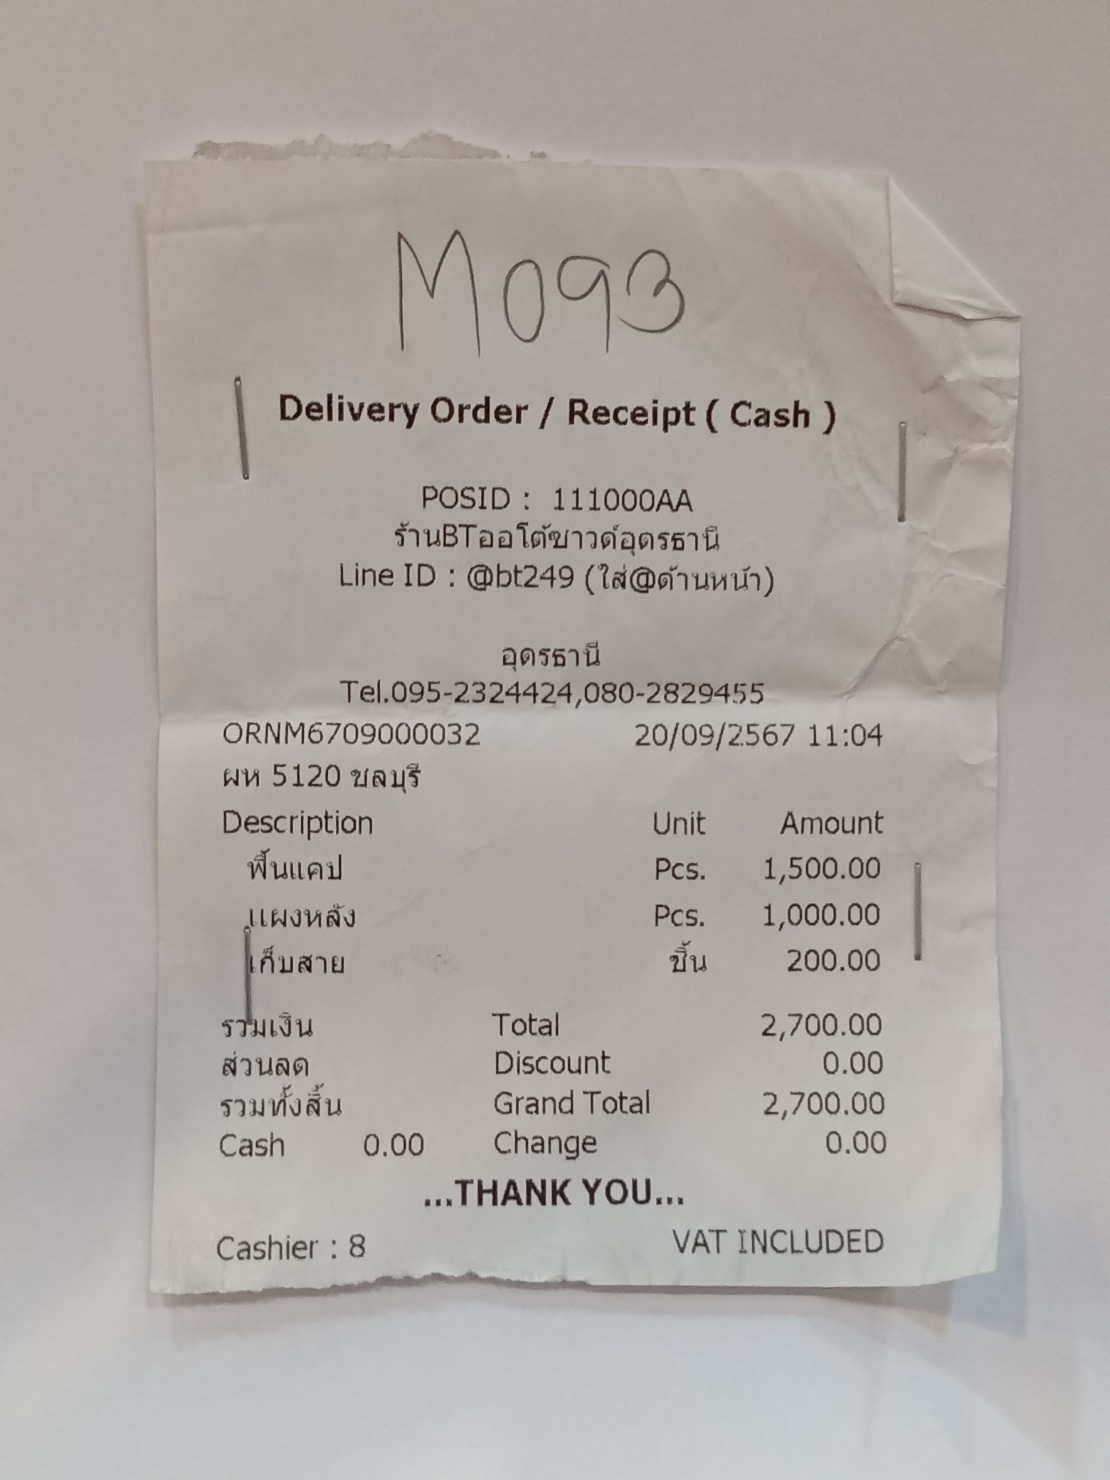 M093
Delivery Order / Receipt ( Cash )
POSID : 111000AA
ร้านBTออโต้ซาวด์อุดรธานี
Line ID : @bt249 (ใส่@ด้านหน้า)
อุดรธานี
Tel.095-2324424,080-2829455
ORNM6709000032 20/09/2567 11:04
ผห 5120 ชลบุรี
Description Unit Amount
พื้นแคป Pcs. 1,500.00
แผงหลัง Pcs. 1,000.00
เก็บสาย ชิ้น 200.00
รวมเงิน Total 2,700.00
ส่วนลด Discount 0.00
รวมทั้งสิ้น Grand Total 2,700.00
Cash 0.00 Change 0.00
...THANK YOU...
Cashier : 8 VAT INCLUDED